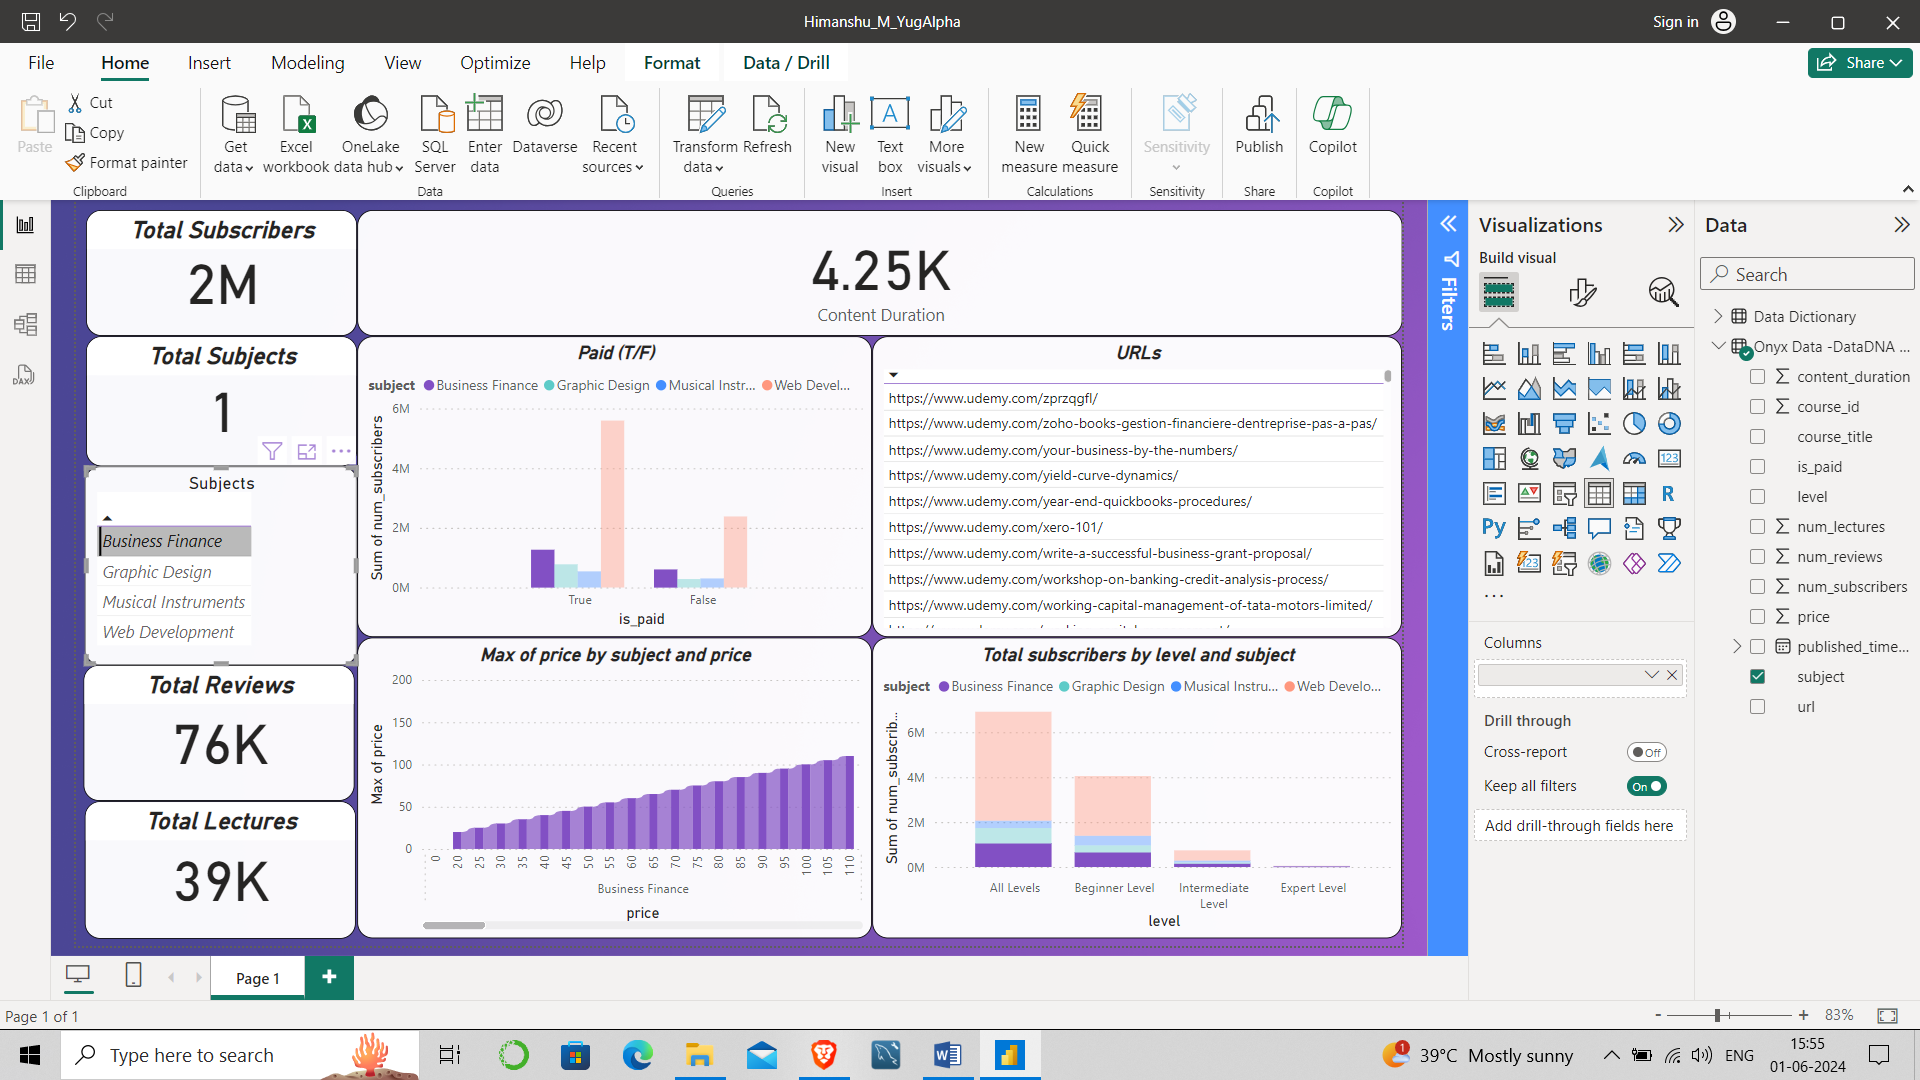 Himanshu_M_YugAlpha
Sign in
File Home Insert Modeling View Optimize Help Format Data / Drill
Share
Paste
Cut
Copy
Format painter
Clipboard
Get data
Excel workbook
OneLake data hub
SQL Server
Enter data
Dataverse
Recent sources
Data
Transform data
Refresh
Queries
New visual
Text box
More visuals
Insert
New measure
Quick measure
Calculations
Sensitivity
Sensitivity
Publish
Share
Copilot
Copilot
Total Subscribers
2M
4.25K
Content Duration
Total Subjects
1
Subjects
Business Finance
Graphic Design
Musical Instruments
Web Development
Total Reviews
76K
Total Lectures
39K
Paid (T/F)
subject Business Finance Graphic Design Musical Instr... Web Devel...
Sum of num_subscribers
6M
4M
2M
0M
True False
is_paid
URLs
https://www.udemy.com/zprzqgfl/
https://www.udemy.com/zoho-books-gestion-financiere-dentreprise-pas-a-pas/
https://www.udemy.com/your-business-by-the-numbers/
https://www.udemy.com/yield-curve-dynamics/
https://www.udemy.com/year-end-quickbooks-procedures/
https://www.udemy.com/xero-101/
https://www.udemy.com/write-a-successful-business-grant-proposal/
https://www.udemy.com/workshop-on-banking-credit-analysis-process/
https://www.udemy.com/working-capital-management-of-tata-motors-limited/
Max of price by subject and price
Max of price
200
150
100
50
0
0 20 25 30 35 40 45 50 55 60 65 70 75 80 85 90 95 100 105 110
Business Finance
price
Total subscribers by level and subject
subject Business Finance Graphic Design Musical Instru... Web Develo...
Sum of num_subscrib...
6M
4M
2M
0M
All Levels Beginner Level Intermediate Level Expert Level
level
Filters
Visualizations
Build visual
123
R
Py
123
...
Columns
Drill through
Cross-report Off
Keep all filters On
Add drill-through fields here
Data
Search
Data Dictionary
Onyx Data -DataDNA ...
content_duration
course_id
course_title
is_paid
level
num_lectures
num_reviews
num_subscribers
price
published_time...
subject
url
DAX
Page 1
+
Page 1 of 1
- + 83%
Type here to search
1
39°C Mostly sunny
ENG
15:55
01-06-2024